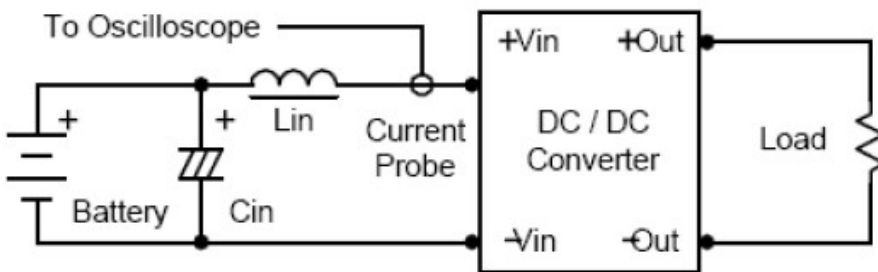 To Oscilloscope
+
+
Lin
Current
Probe
Battery
Cin
+Vin
+Out
DC / DC
Converter
-Vin
-Out
Load